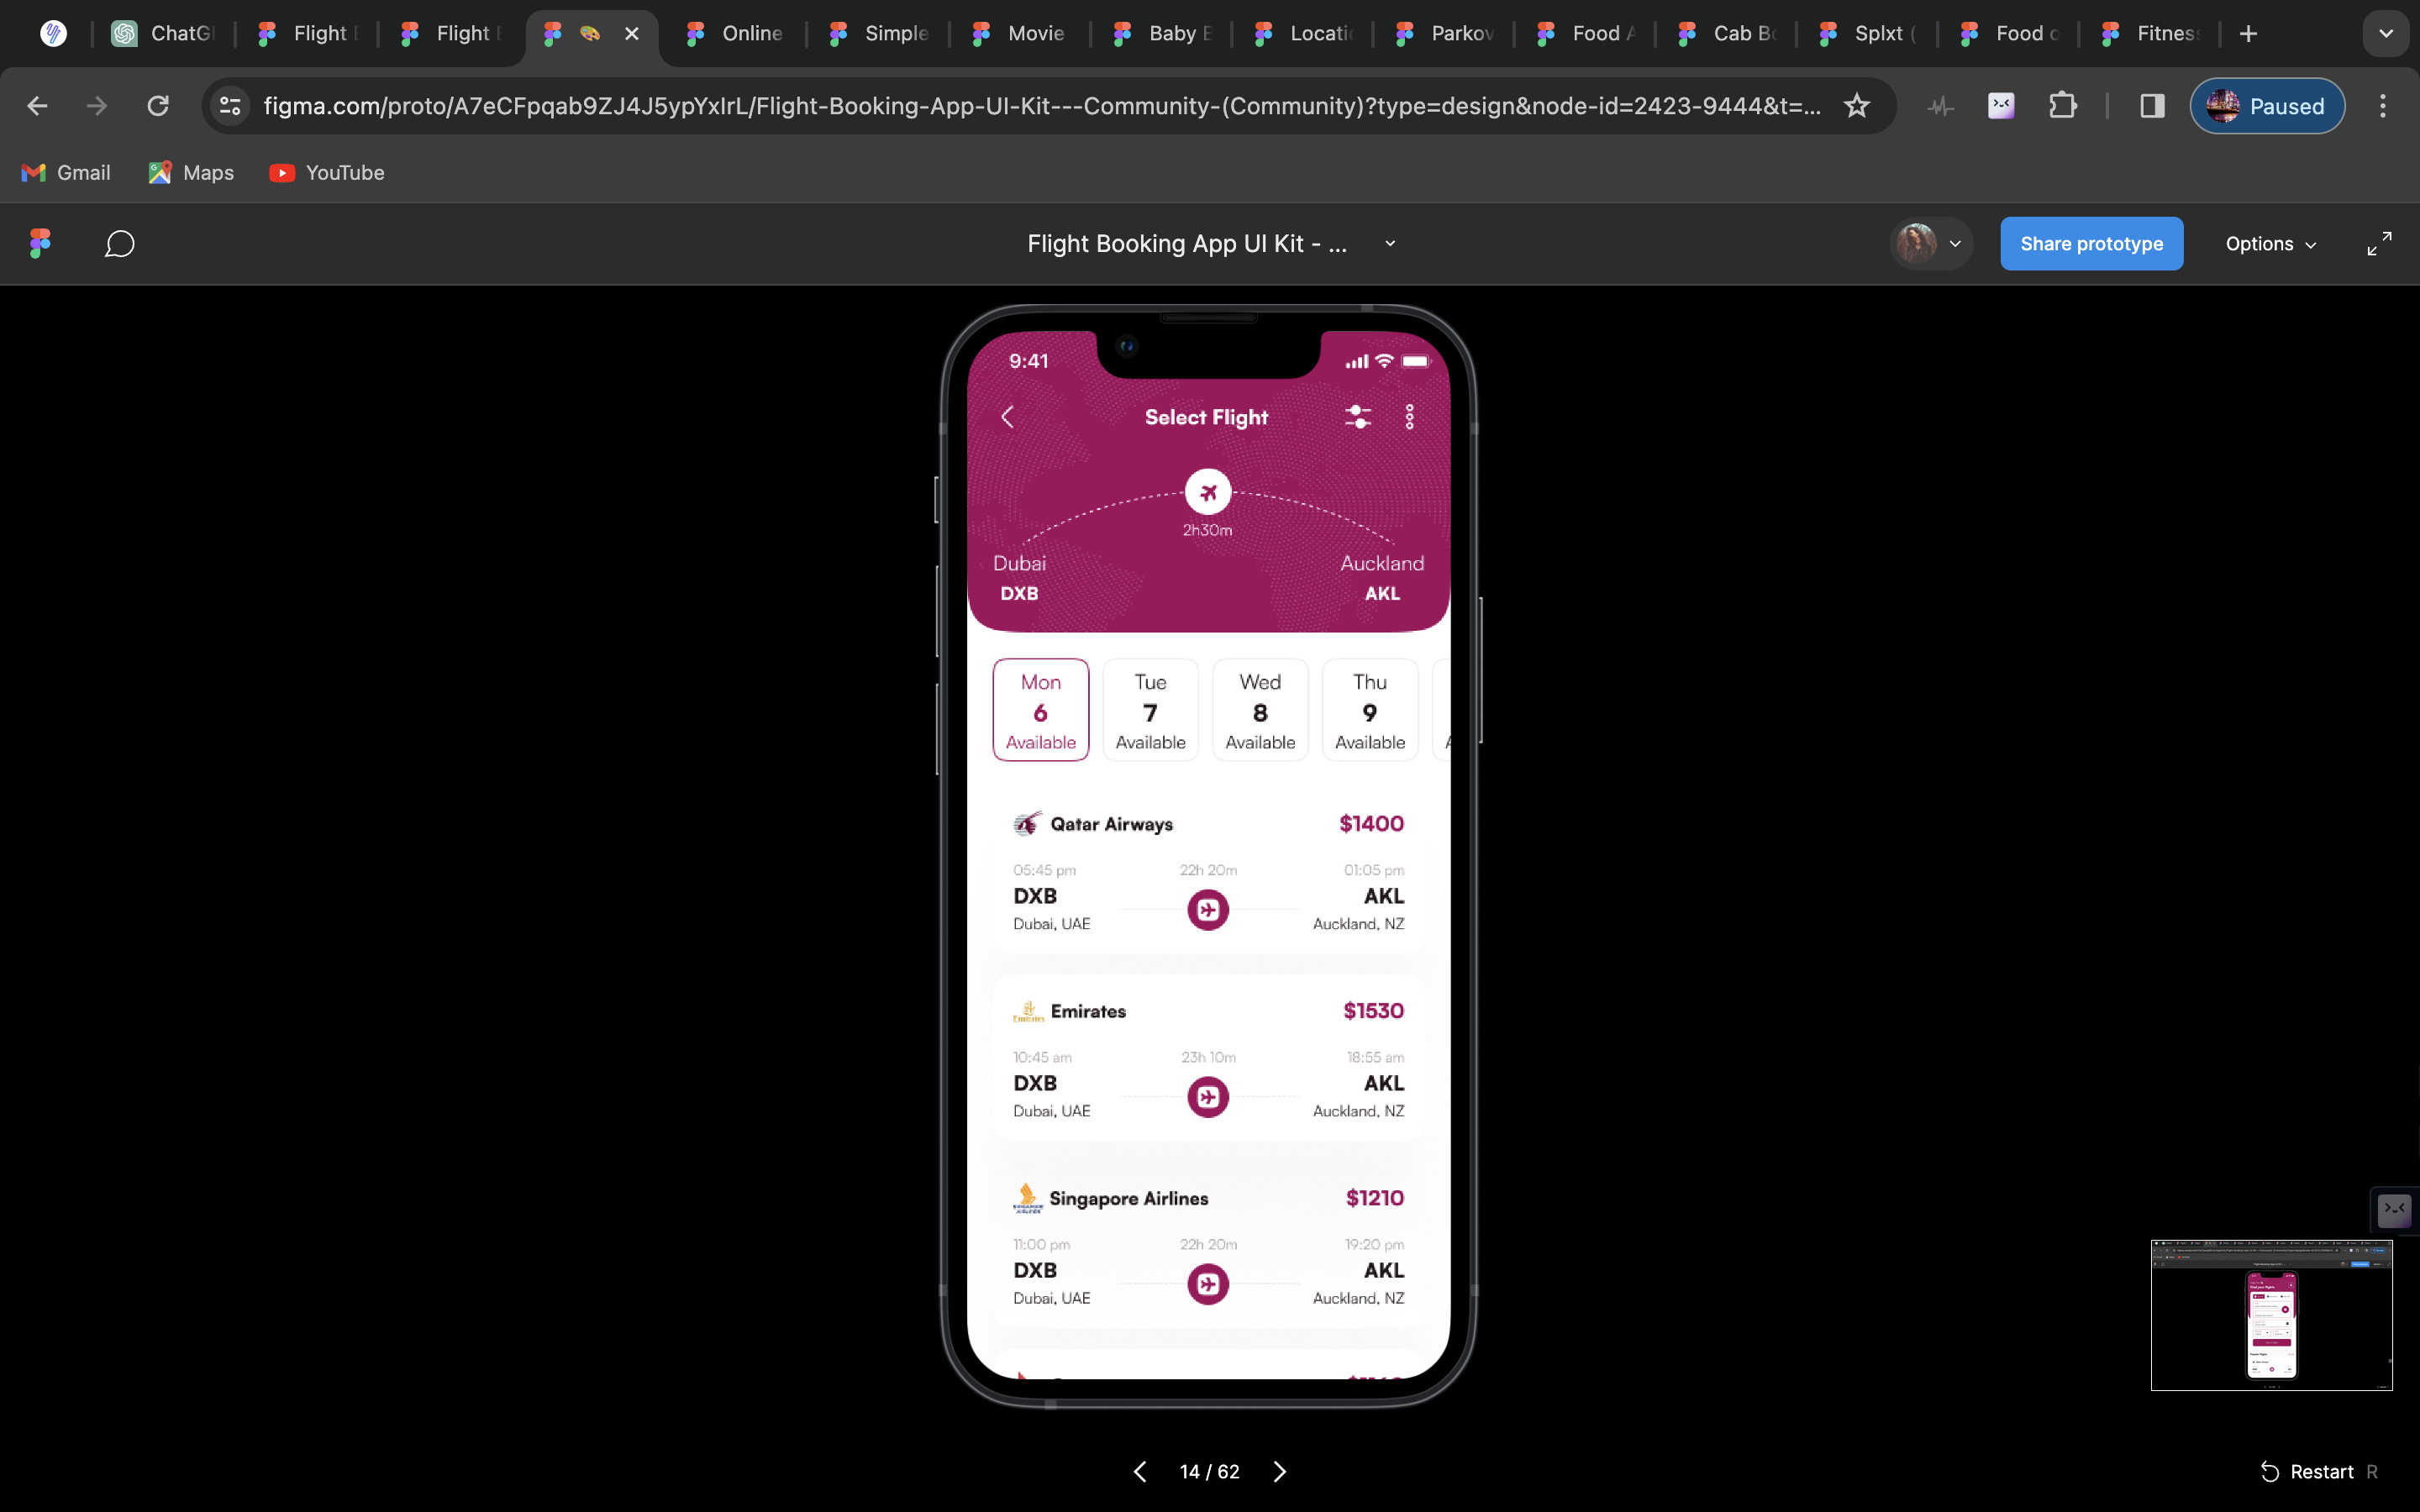 ChatG
Flight
Flight
Online
Simple
Movie
Baby
Locati
Parkov
Food
Cab Bo
Splxt (
Food o
Fitness
figma.com/proto/A7eCFpqab9ZJ4J5ypYxIrL/Flight-Booking-App-UI-Kit---Community-(Community)?type=design&node-id=2423-9444&t=...
Paused
Gmail
Maps
YouTube
Flight Booking App UI Kit - ...
Share prototype
Options
9:41
Select Flight
2h30m
Dubai
Auckland
DXB
AKL
Mon
6
Available
Tue
7
Available
Wed
8
Available
Thu
9
Available
Qatar Airways
$1400
05:45 pm
22h 20m
01:05 pm
DXB
AKL
Dubai, UAE
Auckland, NZ
Emirates
Emirates
$1530
10:45 am
23h 10m
18:55 am
DXB
AKL
Dubai, UAE
Auckland, NZ
SINGAPORE
AIRLINES
Singapore Airlines
$1210
11:00 pm
22h 20m
19:20 pm
DXB
AKL
Dubai, UAE
Auckland, NZ
14 / 62
Restart R